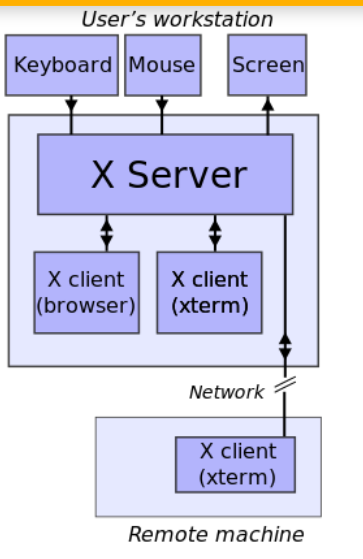 User’s workstation
Keyboard
Mouse
Screen
X Server
X client
(browser)
X client
(xterm)
Network
X client
(xterm)
Remote machine